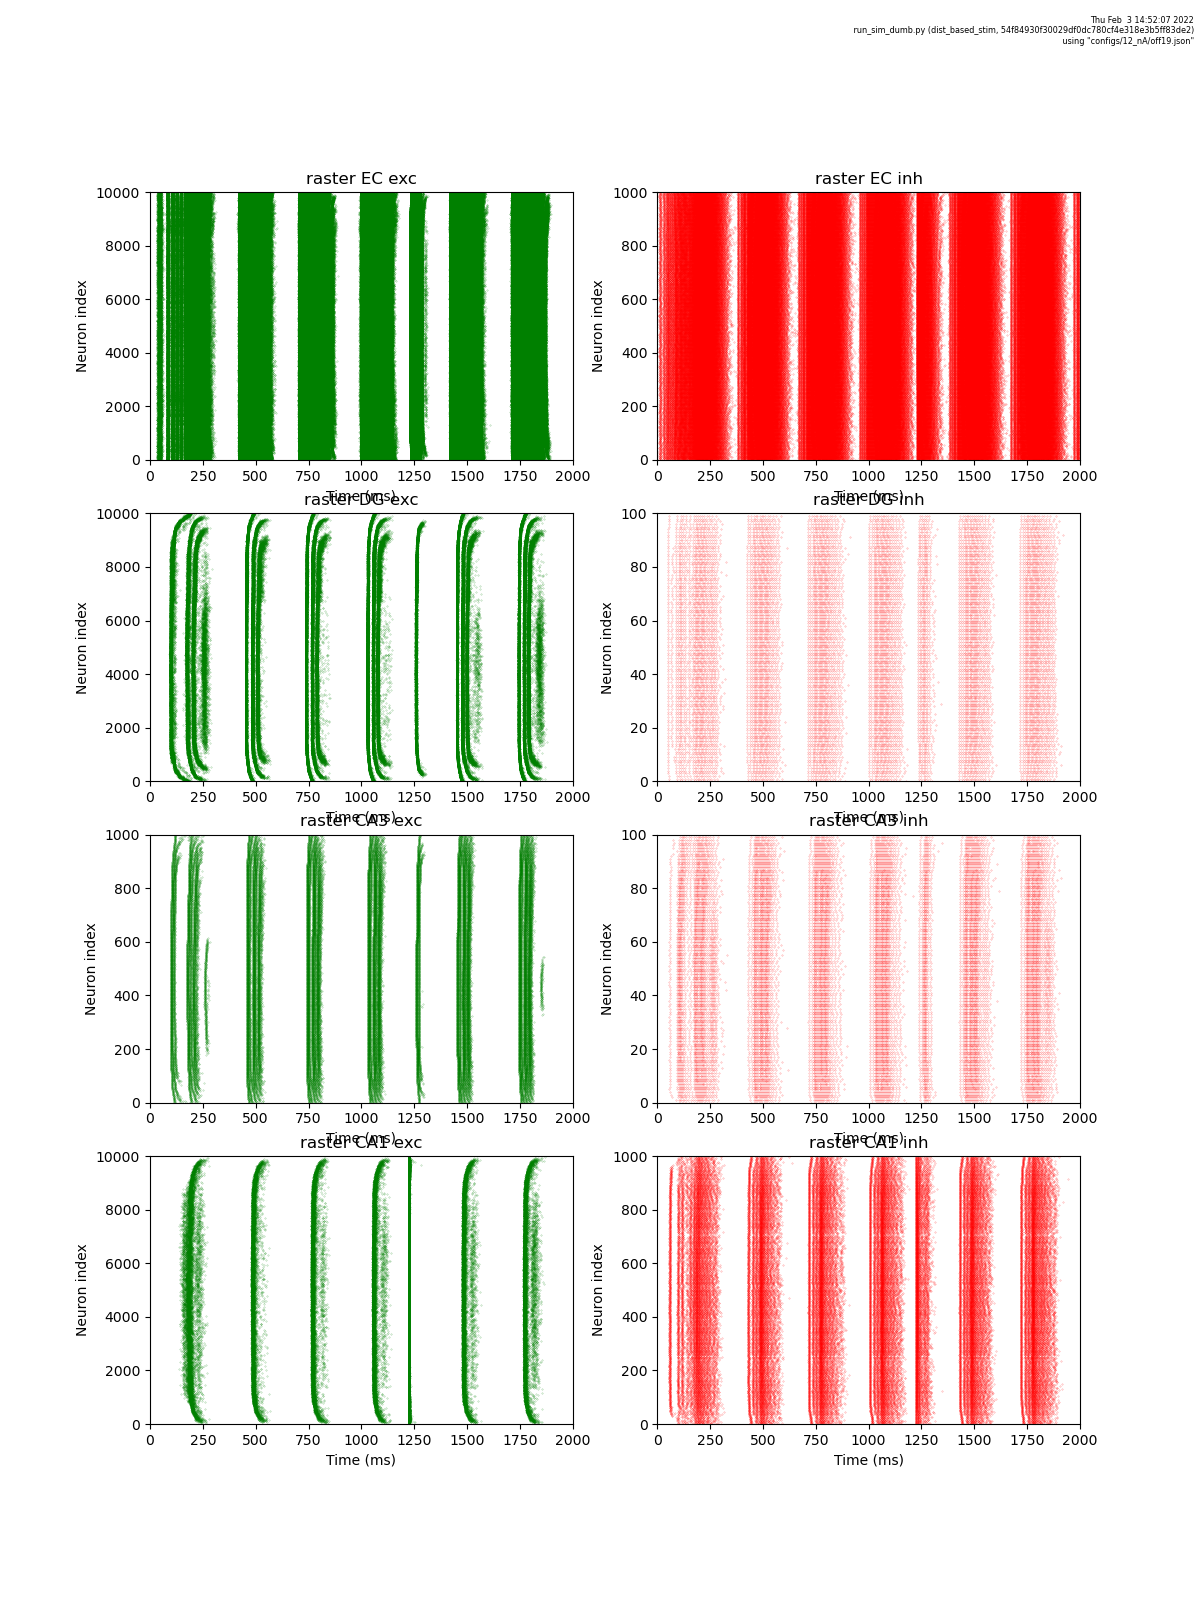 Thu Feb  3 14:52:07 2022
run_sim_dumb.py (dist_based_stim, 54f84930f30029df0dc780cf4e318e3b5ff83de2)
using "configs/12_nA/off19.json"
raster EC exc
10000
8000
6000
4000
2000
0
Neuron index
0 250 500 750 1000 1250 1500 1750 2000
Time (ms)
raster EC inh
1000
800
600
400
200
0
Neuron index
0 250 500 750 1000 1250 1500 1750 2000
Time (ms)
raster DG exc
10000
8000
6000
4000
2000
0
Neuron index
0 250 500 750 1000 1250 1500 1750 2000
Time (ms)
raster DG inh
100
80
60
40
20
0
Neuron index
0 250 500 750 1000 1250 1500 1750 2000
Time (ms)
raster CA3 exc
1000
800
600
400
200
0
Neuron index
0 250 500 750 1000 1250 1500 1750 2000
Time (ms)
raster CA3 inh
100
80
60
40
20
0
Neuron index
0 250 500 750 1000 1250 1500 1750 2000
Time (ms)
raster CA1 exc
10000
8000
6000
4000
2000
0
Neuron index
0 250 500 750 1000 1250 1500 1750 2000
Time (ms)
raster CA1 inh
1000
800
600
400
200
0
Neuron index
0 250 500 750 1000 1250 1500 1750 2000
Time (ms)